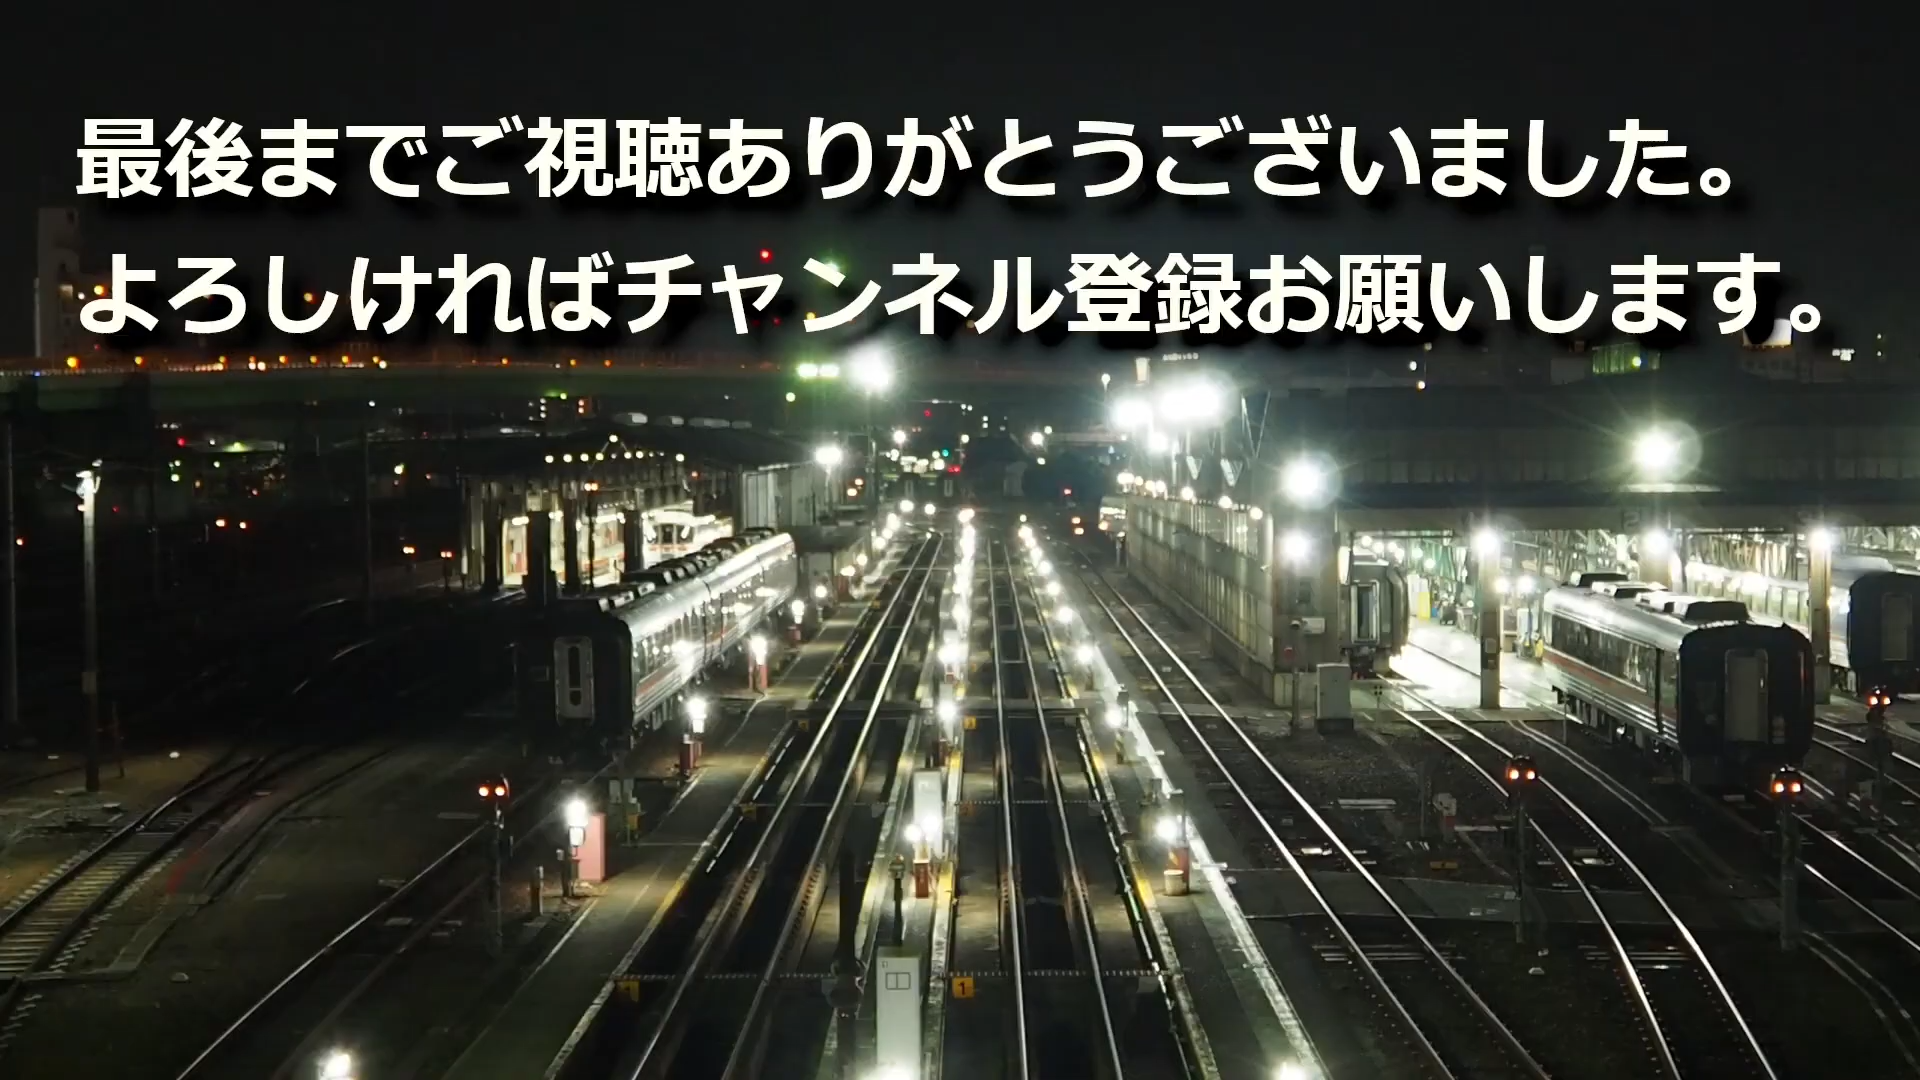 最後までご視聴ありがとうございました。
よろしければチャンネル登録お願いします。
1